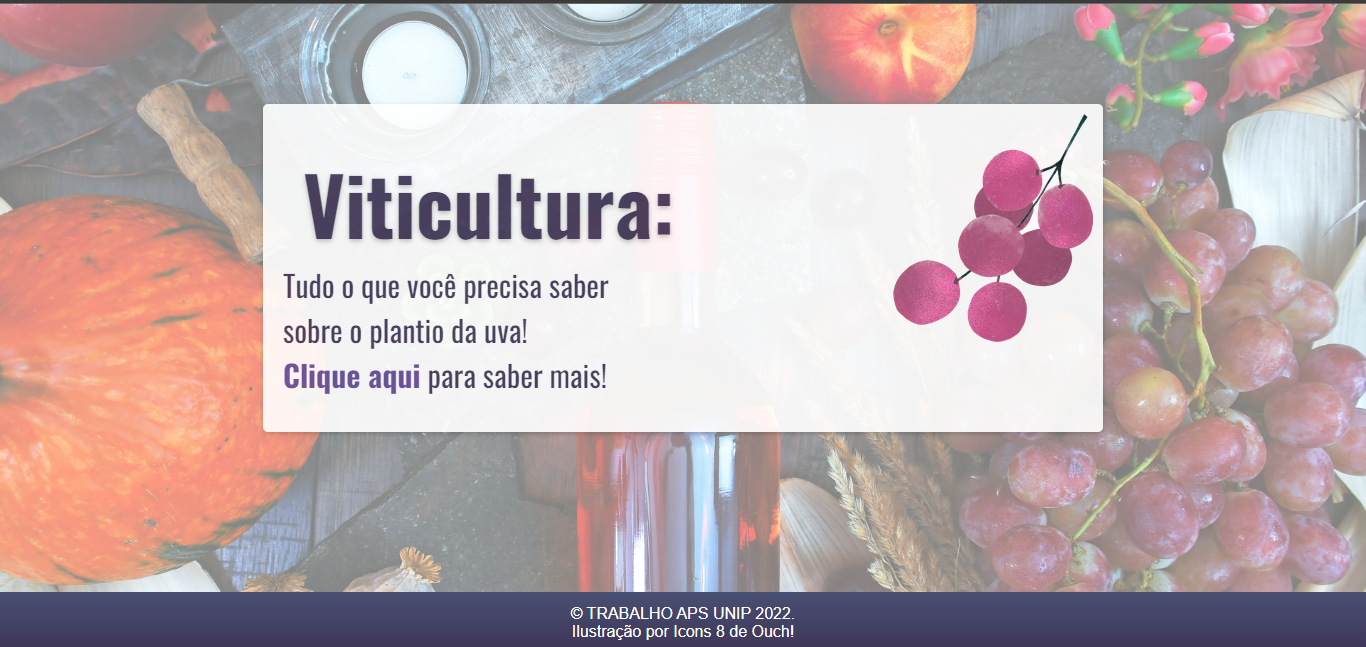 Viticultura:
Tudo o que você precisa saber
sobre o plantio da uva!
Clique aqui para saber mais!
© TRABALHO APS UNIP 2022.
Ilustração por Icons 8 de Ouch!